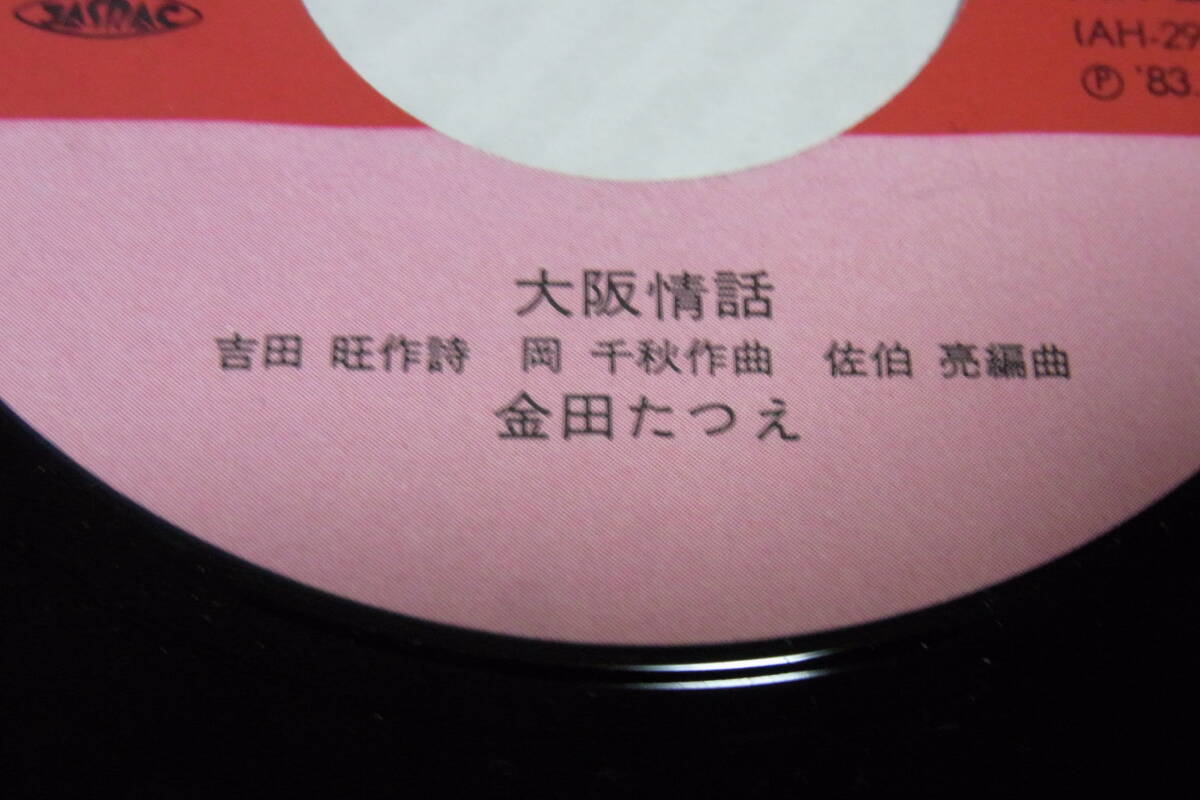 JASRAC
(AH-29
Ⓟ '83.
大阪情話
吉田 旺作詩 岡 千秋作曲 佐伯 亮編曲
金田たつえ